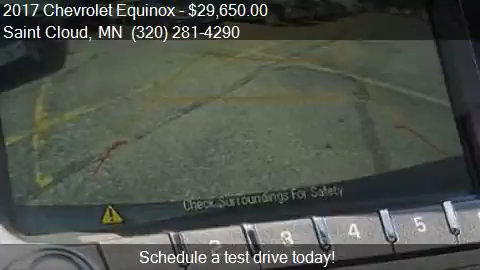 2017 Chevrolet Equinox - $29,650.00
Saint Cloud, MN  (320) 281-4290
Check Surroundings For Safety
2 3 4 5
Schedule a test drive today!